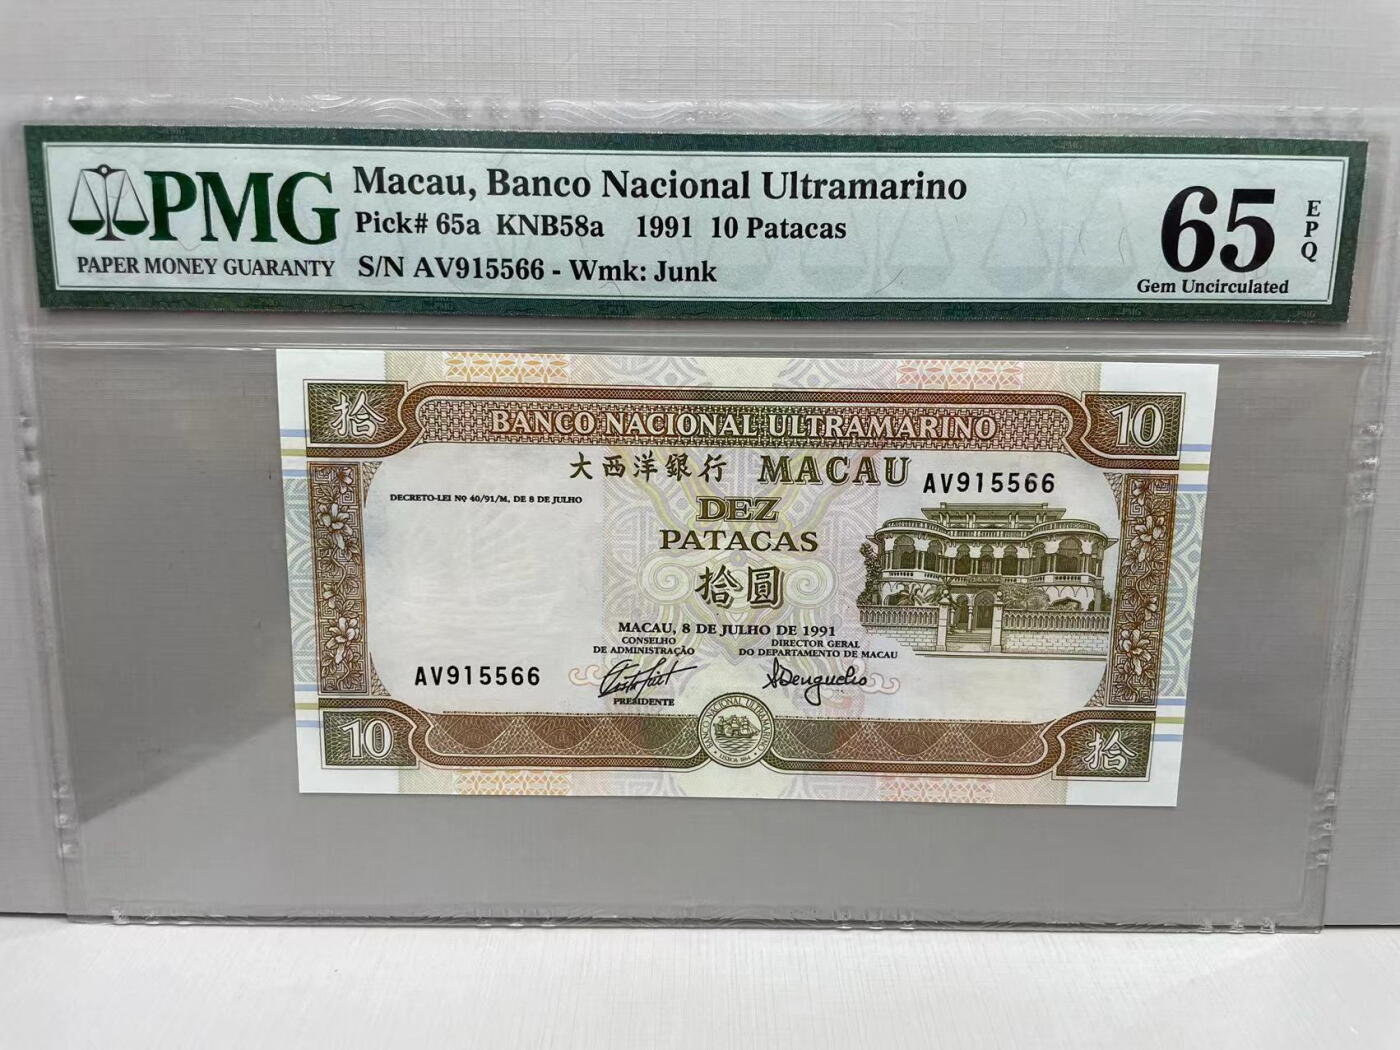 PMG
PAPER MONEY GUARANTY
Macau, Banco Nacional Ultramarino
Pick# 65a KNB58a 1991 10 Patacas
S/N AV915566 - Wmk: Junk
65
EPQ
Gem Uncirculated
拾
BANCO NACIONAL ULTRAMARINO
10
大西洋銀行 MACAU
AV915566
DECRETO-LEI Nº 40/91/M, DE 8 DE JULHO
DEZ
PATACAS
拾圓
MACAU, 8 DE JULHO DE 1991
CONSELHO
DE ADMINISTRAÇÃO
DIRECTOR GERAL
DO DEPARTAMENTO DE MACAU
AV915566
PRESIDENTE
10
BANCO NACIONAL ULTRAMARINO
拾